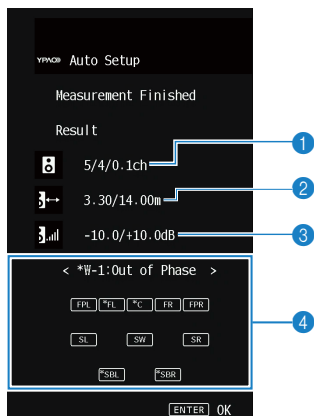 YPAO Auto Setup
Measurement Finished
Result
5/4/0.1ch
1
3.30/14.00m
2
-10.0/+10.0dB
3
< *W-1:Out of Phase >
FPL *FL *C FR FPR
4
SL SW SR
*SBL *SBR
ENTER OK